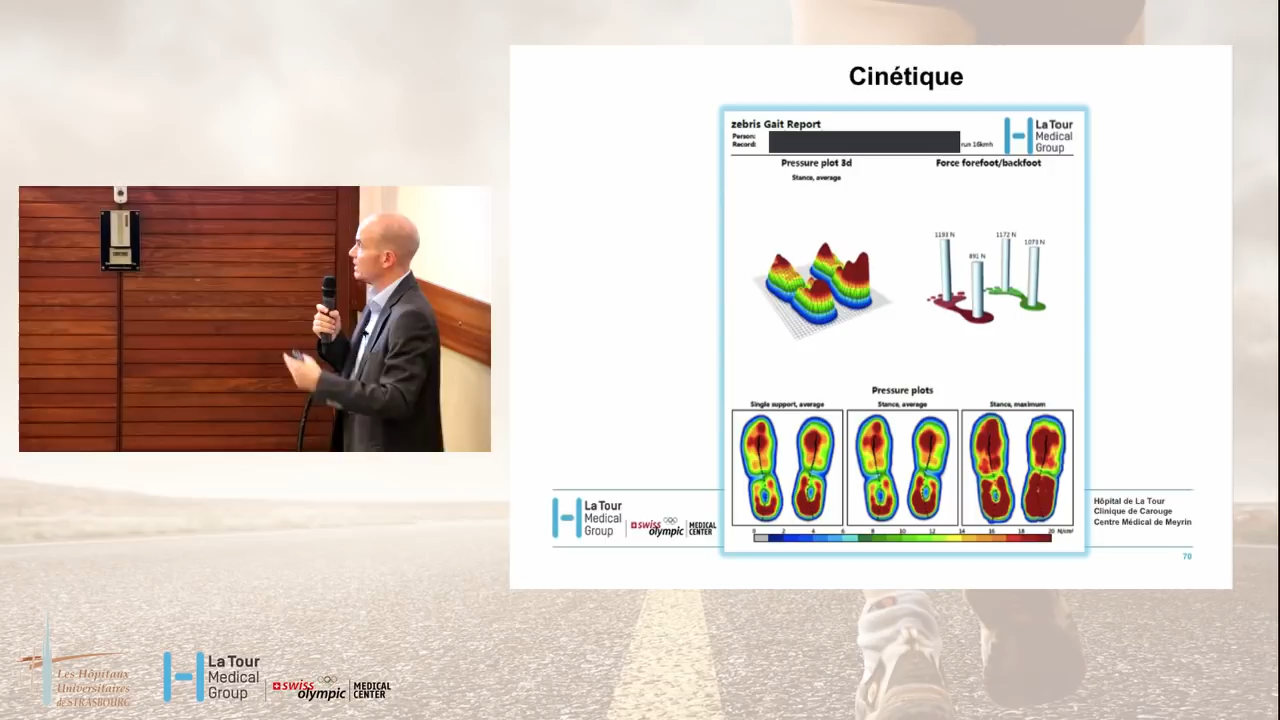 Cinétique
zebris Gait Report
Person:
Record:
run 16kmh
La Tour
Medical
Group
Pressure plot 3d
Stance, average
Force forefoot/backfoot
1193 N
891 N
1172 N
1073 N
Pressure plots
Single support, average
Stance, average
Stance, maximum
0 2 4 6 8 10 12 14 16 18 20 N/cm²
La Tour
Medical
Group
swiss
olympic
MEDICAL
CENTER
Hôpital de La Tour
Clinique de Carouge
Centre Médical de Meyrin
70
Les Hôpitaux
Universitaires
de STRASBOURG
La Tour
Medical
Group
swiss
olympic
MEDICAL
CENTER